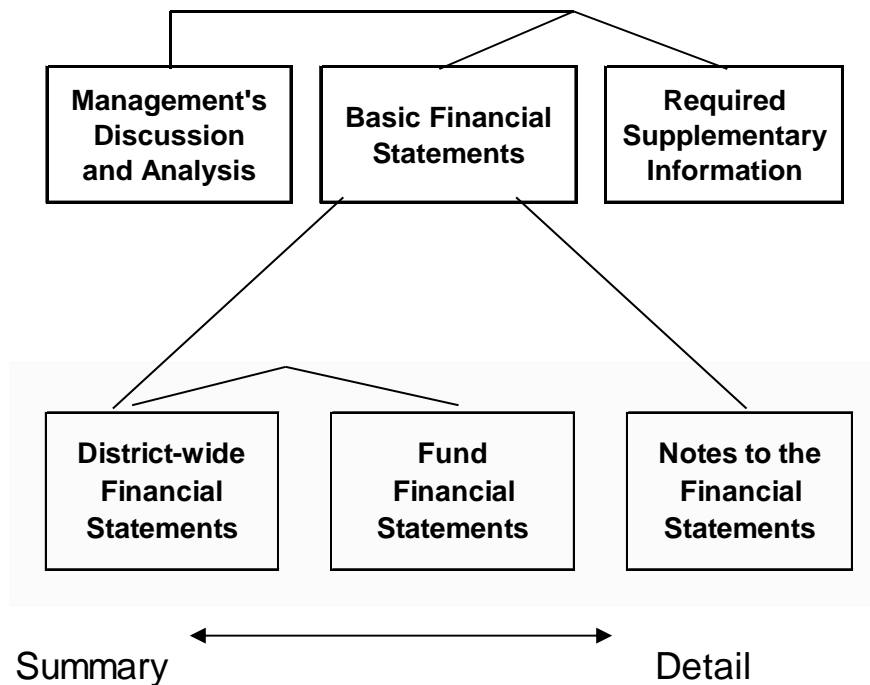 Management's
Discussion
and Analysis
Basic Financial
Statements
Required
Supplementary
Information
District-wide
Financial
Statements
Fund
Financial
Statements
Notes to the
Financial
Statements
Summary
Detail